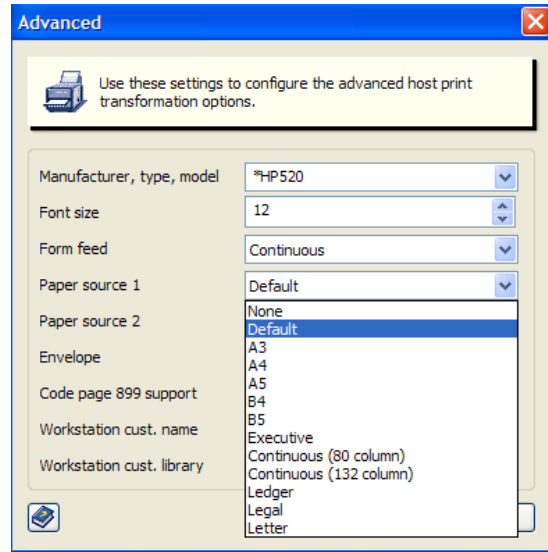 Advanced
Use these settings to configure the advanced host print
transformation options.
Manufacturer, type, model
*HP520
Font size
12
Form feed
Continuous
Paper source 1
Default
Paper source 2
Envelope
Code page 899 support
Workstation cust. name
Workstation cust. library
None
Default
A3
A4
A5
B4
B5
Executive
Continuous (80 column)
Continuous (132 column)
Ledger
Legal
Letter